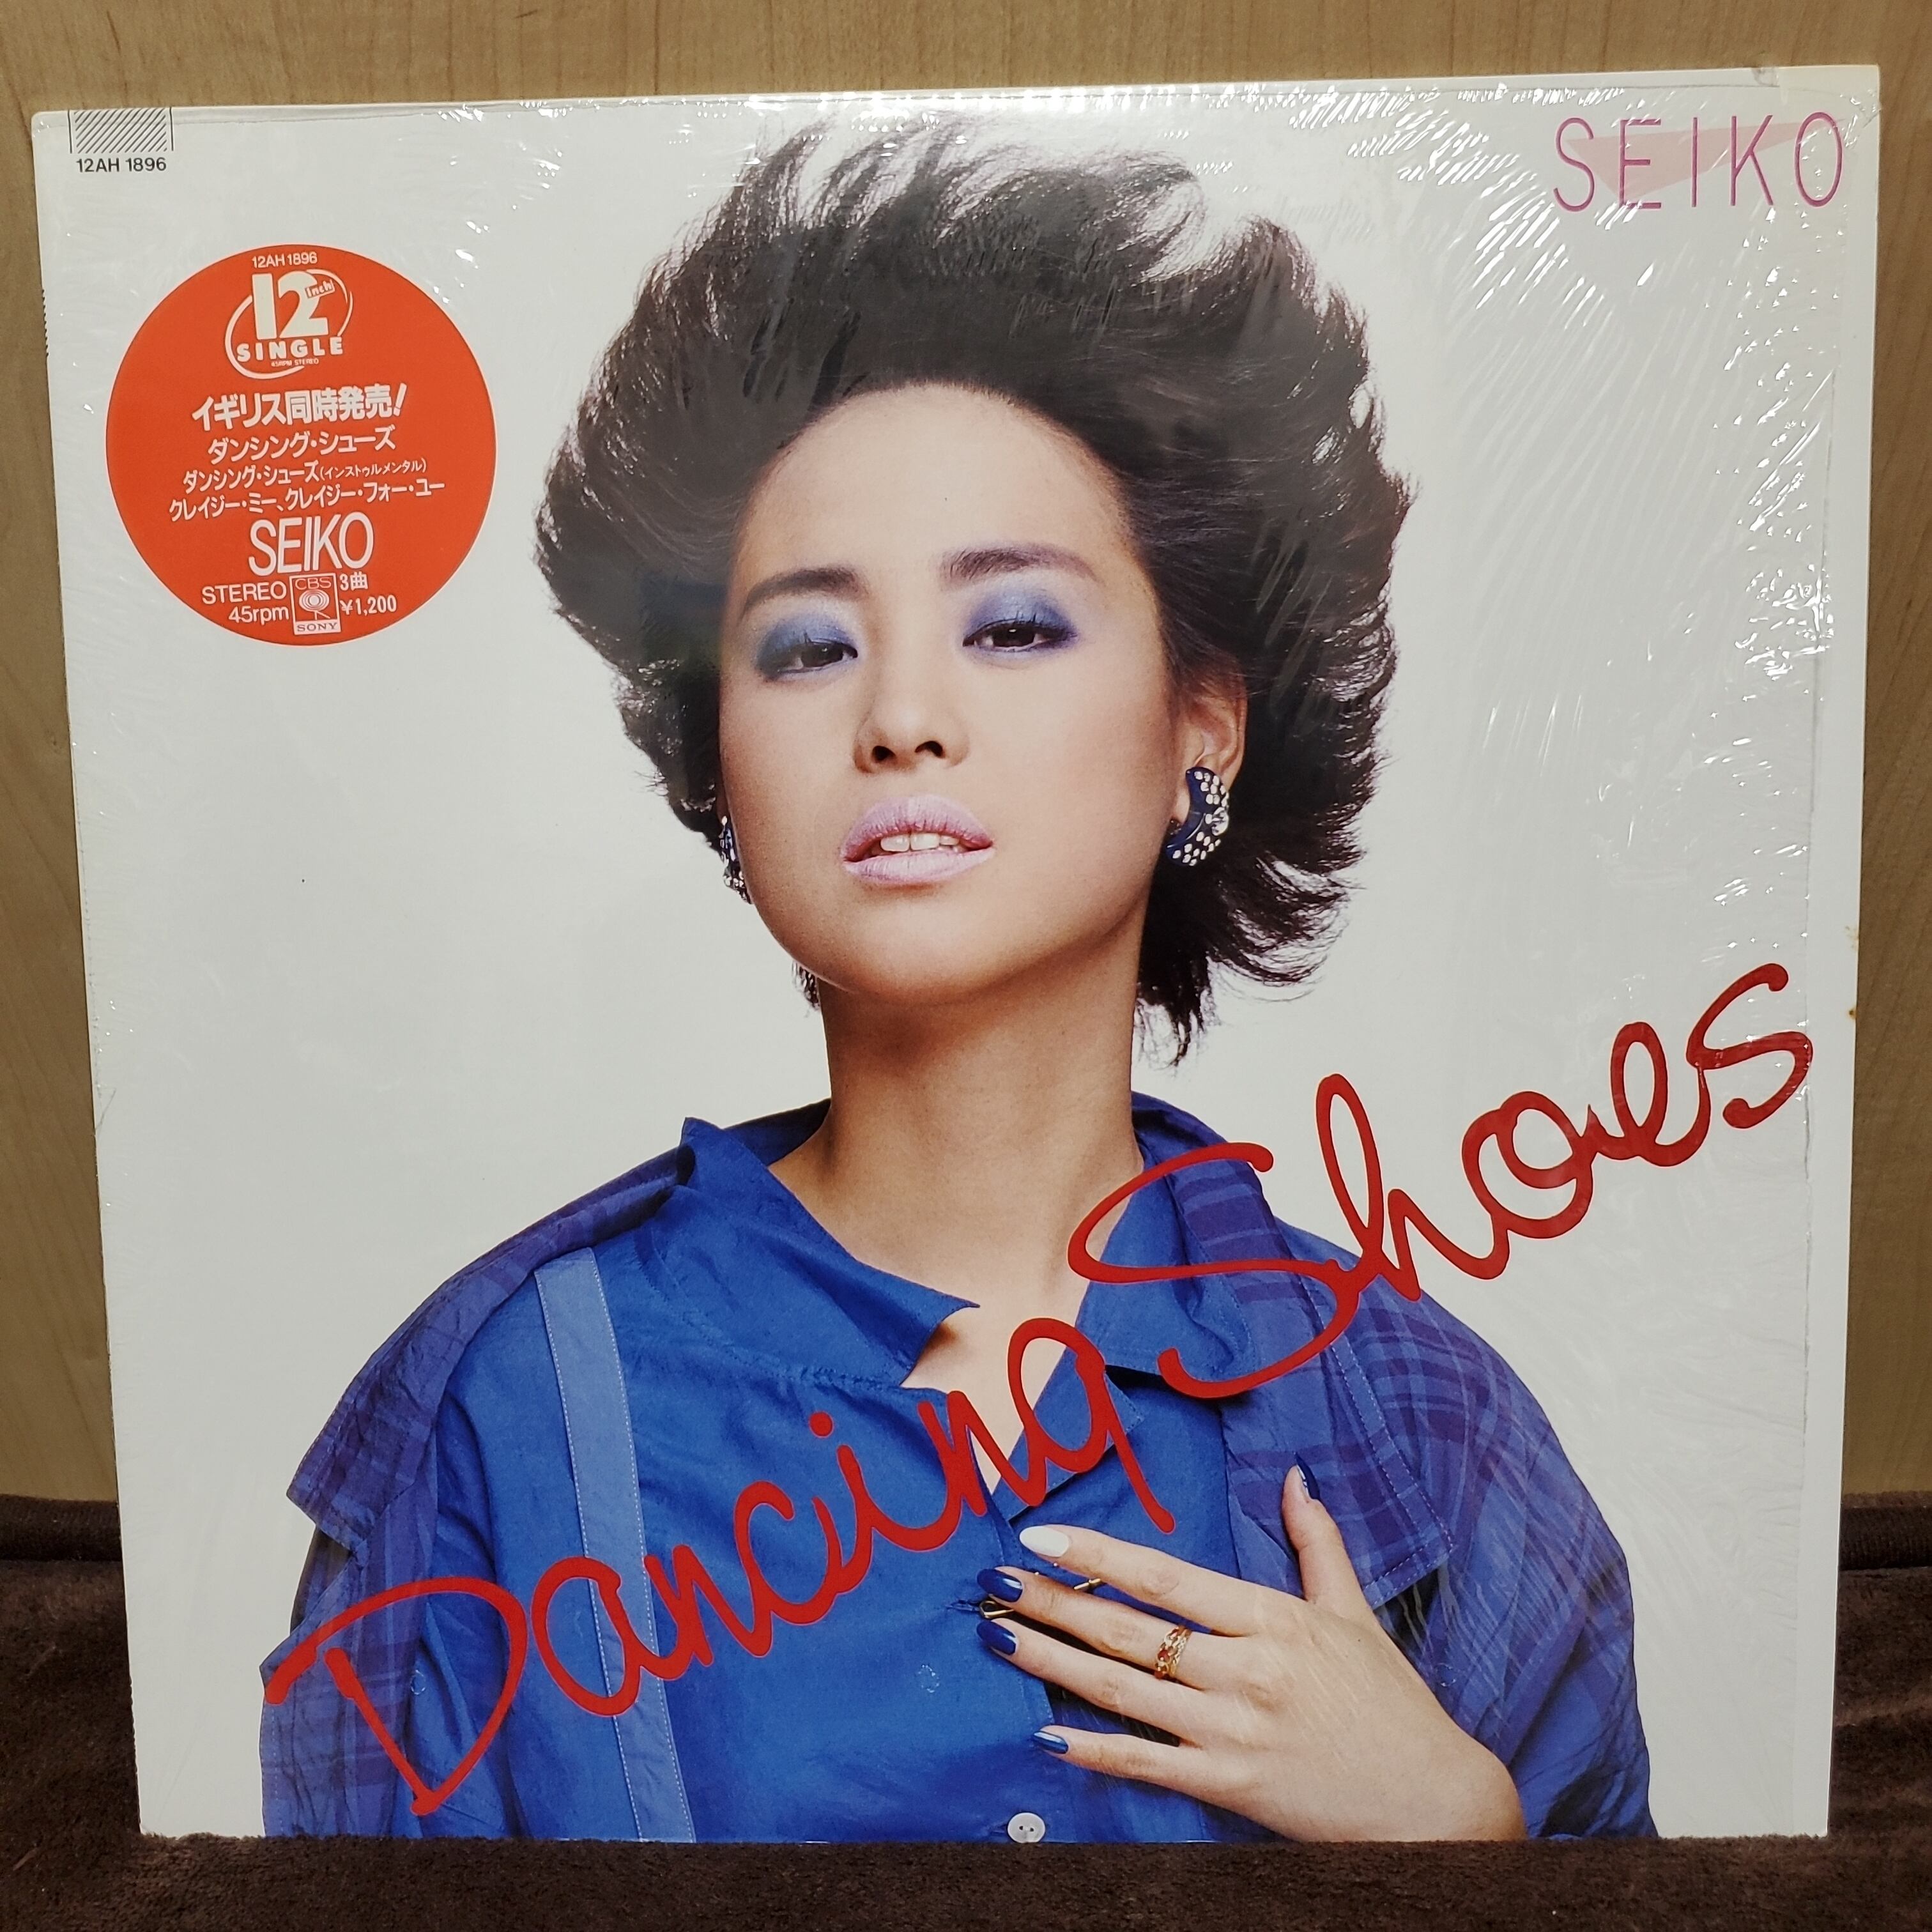 12AH 1896
SEIKO
12AH1896
12 inch
SINGLE
45RPM STEREO
イギリス同時発売!
ダンシング・シューズ
ダンシング・シューズ(インストゥルメンタル)
クレイジー・ミー、クレイジー・フォー・ユー
SEIKO
STEREO CBS 3曲
45rpm SONY ¥1,200
Dancing Shoes